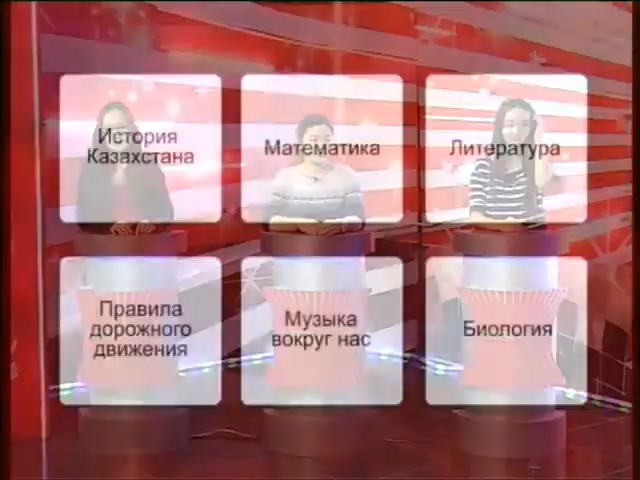 История
Казахстана
Математика
Литература
Правила
дорожного
движения
Музыка
вокруг нас
Биология